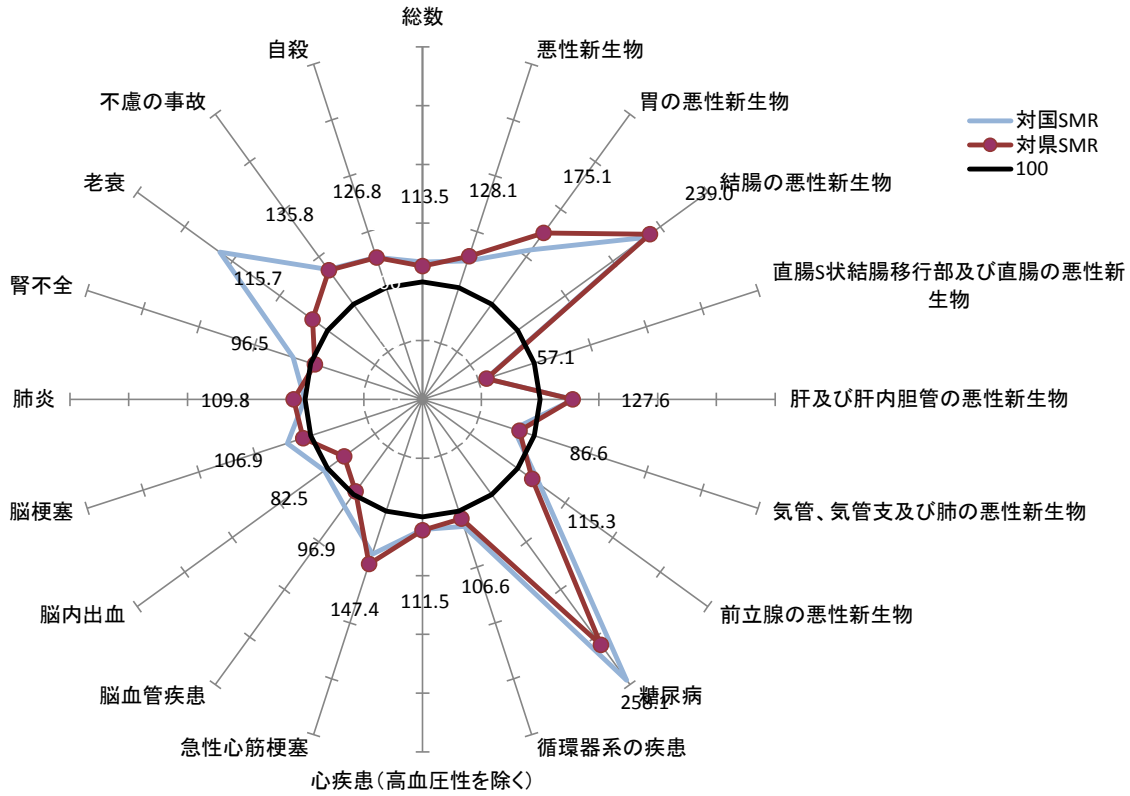 総数
自殺
悪性新生物
不慮の事故
胃の悪性新生物
対国SMR
対県SMR
100
老衰
126.8
113.5
128.1
175.1
239.0
結腸の悪性新生物
135.8
115.7
腎不全
直腸S状結腸移行部及び直腸の悪性新
生物
96.5
57.1
肺炎
109.8
127.6
肝及び肝内胆管の悪性新生物
106.9
86.6
脳梗塞
82.5
気管、気管支及び肺の悪性新生物
96.9
115.3
脳内出血
147.4
111.5
106.6
前立腺の悪性新生物
脳血管疾患
糖尿病
258.1
急性心筋梗塞
循環器系の疾患
心疾患(高血圧性を除く)